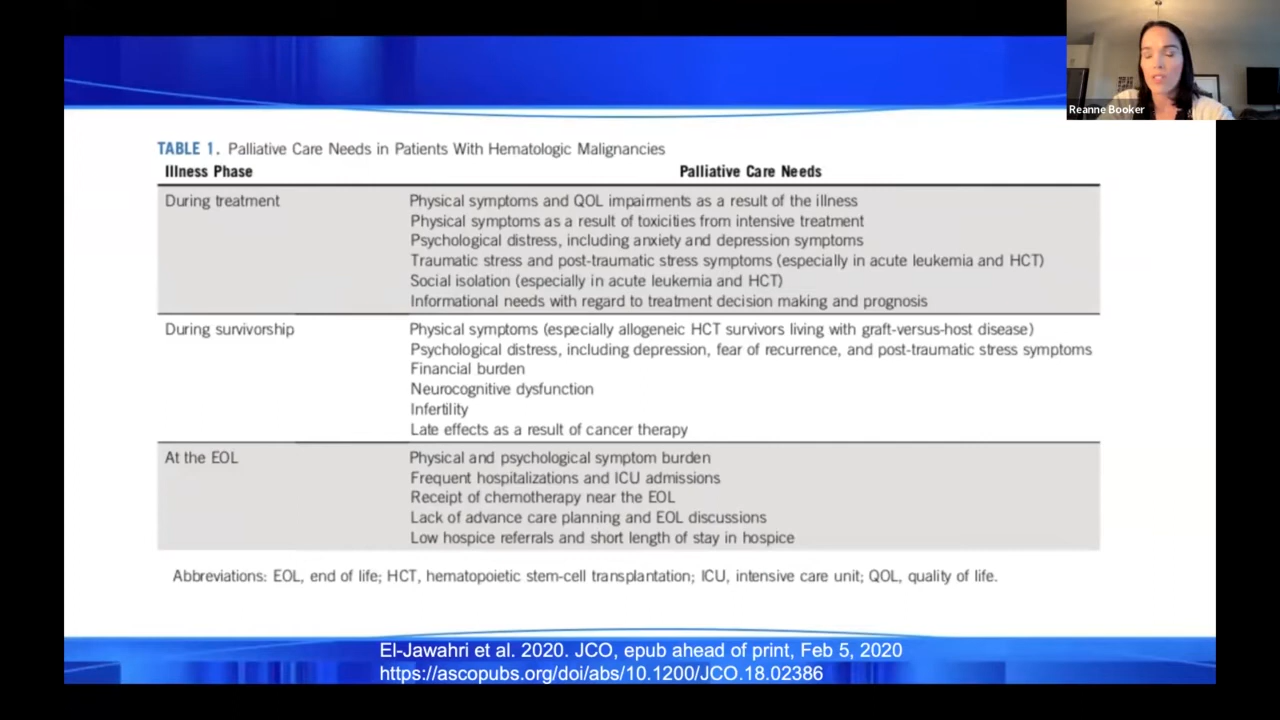 Reanne Booker
TABLE 1. Palliative Care Needs in Patients With Hematologic Malignancies
Illness Phase Palliative Care Needs
During treatment Physical symptoms and QOL impairments as a result of the illness
Physical symptoms as a result of toxicities from intensive treatment
Psychological distress, including anxiety and depression symptoms
Traumatic stress and post-traumatic stress symptoms (especially in acute leukemia and HCT)
Social isolation (especially in acute leukemia and HCT)
Informational needs with regard to treatment decision making and prognosis
During survivorship Physical symptoms (especially allogeneic HCT survivors living with graft-versus-host disease)
Psychological distress, including depression, fear of recurrence, and post-traumatic stress symptoms
Financial burden
Neurocognitive dysfunction
Infertility
Late effects as a result of cancer therapy
At the EOL Physical and psychological symptom burden
Frequent hospitalizations and ICU admissions
Receipt of chemotherapy near the EOL
Lack of advance care planning and EOL discussions
Low hospice referrals and short length of stay in hospice
Abbreviations: EOL, end of life; HCT, hematopoietic stem-cell transplantation; ICU, intensive care unit; QOL, quality of life.
El-Jawahri et al. 2020. JCO, epub ahead of print, Feb 5, 2020
https://ascopubs.org/doi/abs/10.1200/JCO.18.02386